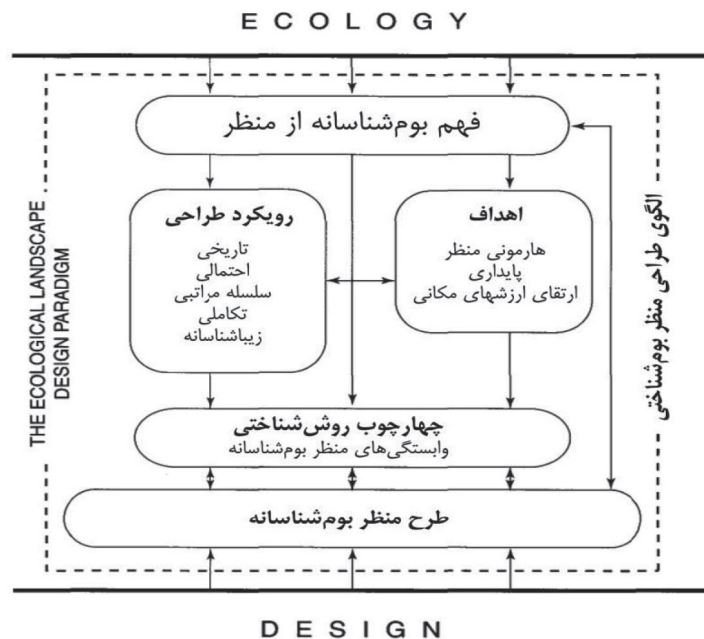 ECOLOGY
فهم بوم‌شناسانه از منظر
رویکرد طراحی
تاریخی
احتمالی
سلسله مراتبی
تکاملی
زیباشناسانه
اهداف
هارمونی منظر
پایداری
ارتقای ارزشهای مکانی
چهارچوب روش‌شناختی
وابستگی‌های منظر بوم‌شناسانه
طرح منظر بوم‌شناسانه
THE ECOLOGICAL LANDSCAPE
DESIGN PARADIGM
الگوی طراحی منظر بوم‌شناختی
DESIGN